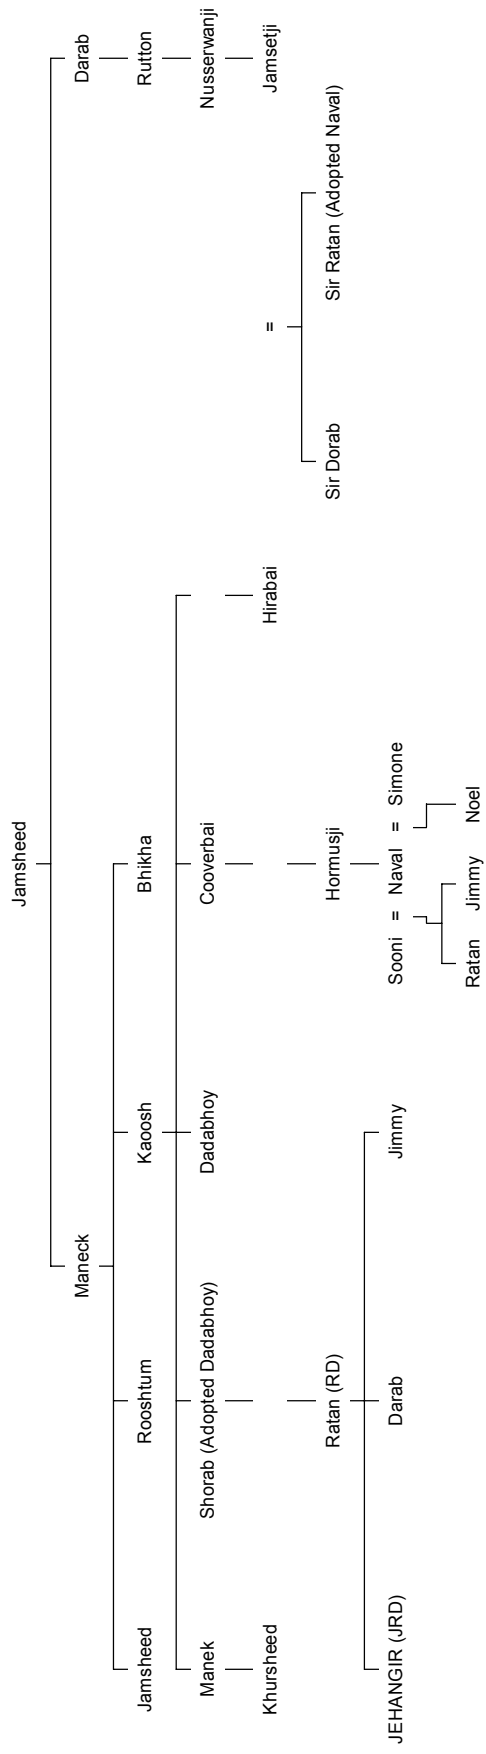 Jamsheed
Maneck Darab
Jamsheed Rooshtum Kaoosh Bhikha Rutton
Manek Shorab (Adopted Dadabhoy) Dadabhoy Cooverbai Nusserwanji
Khursheed Hirabai = Jamsetji
Sir Dorab Sir Ratan (Adopted Naval)
Ratan (RD) Hormusji
JEHANGIR (JRD) Darab Jimmy Sooni = Naval = Simone
Ratan Jimmy Noel